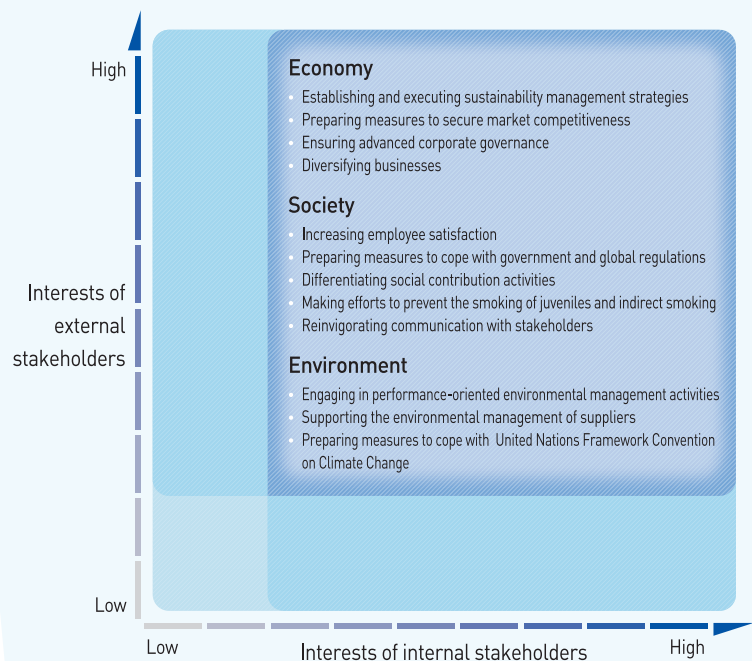 High
Economy
• Establishing and executing sustainability management strategies
• Preparing measures to secure market competitiveness
• Ensuring advanced corporate governance
• Diversifying businesses
Society
• Increasing employee satisfaction
• Preparing measures to cope with government and global regulations
• Differentiating social contribution activities
• Making efforts to prevent the smoking of juveniles and indirect smoking
• Reinvigorating communication with stakeholders
Environment
• Engaging in performance-oriented environmental management activities
• Supporting the environmental management of suppliers
• Preparing measures to cope with United Nations Framework Convention
on Climate Change
Interests of
external
stakeholders
Low
Low
Interests of internal stakeholders
High